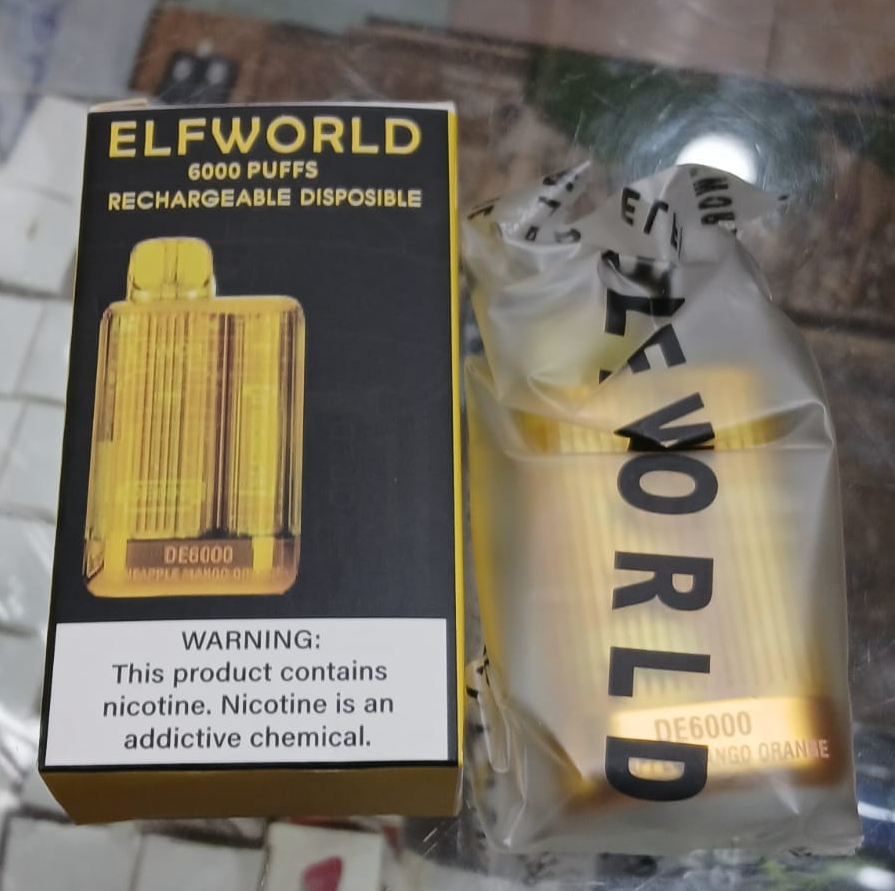 ELFWORLD
6000 PUFFS
RECHARGEABLE DISPOSIBLE
DE6000
MANGO
WARNING:
This product contains
nicotine. Nicotine is an
addictive chemical.
WORLD
DE6000
ORANGE